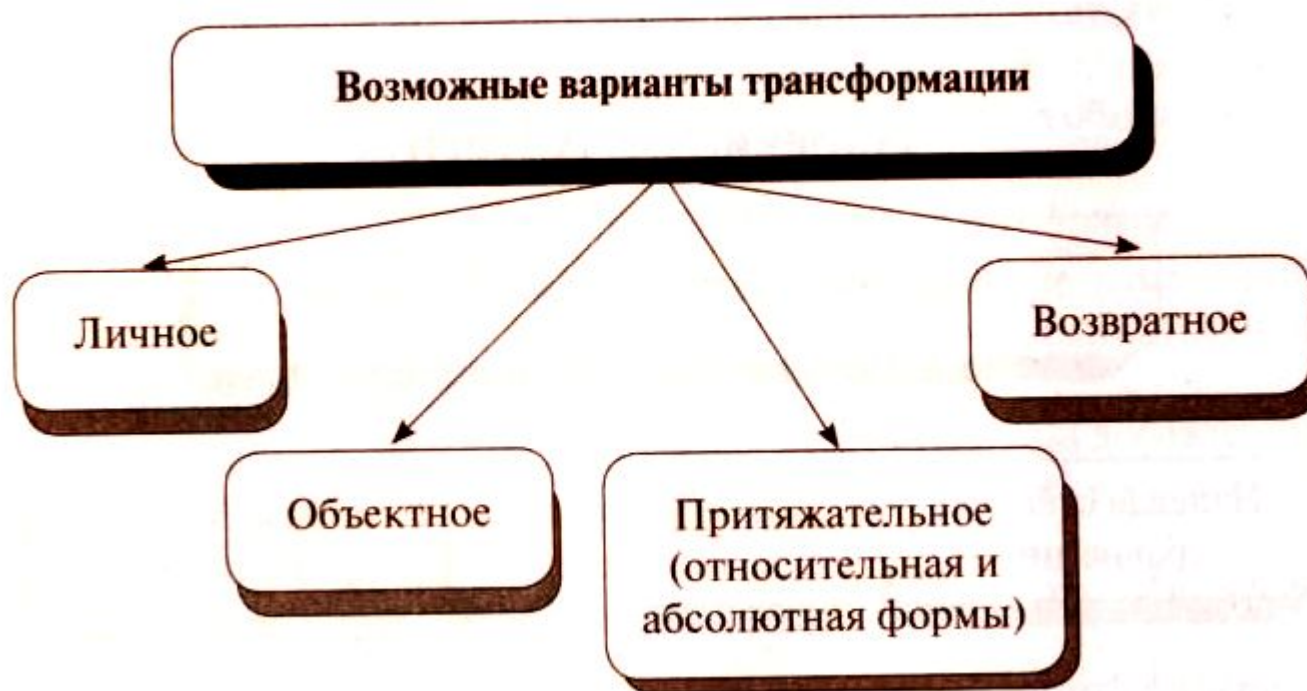 Возможные варианты трансформации
Личное
Возвратное
Объектное
Притяжательное
(относительная и
абсолютная формы)